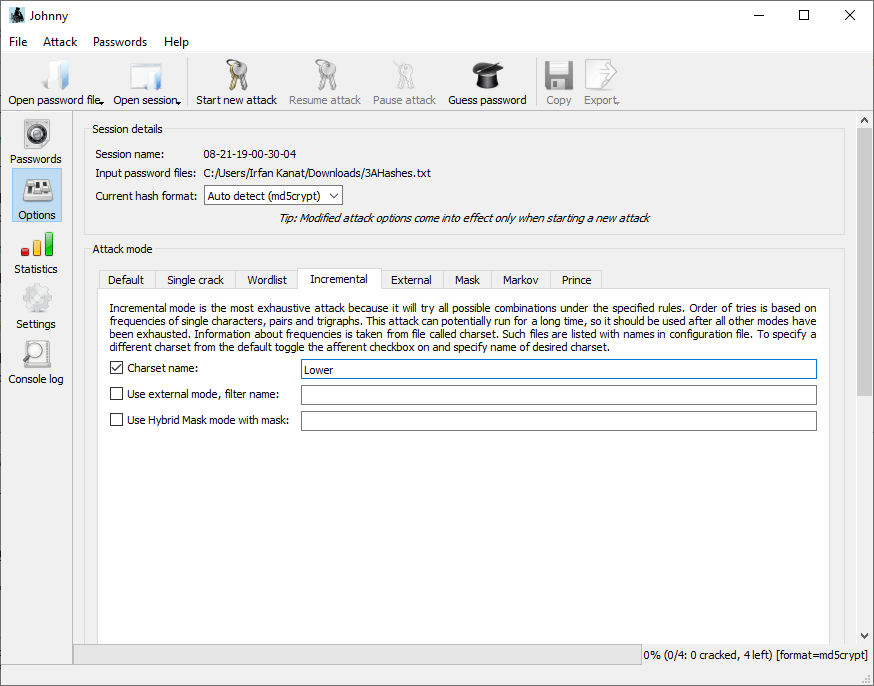 Johnny
File Attack Passwords Help
Open password file Open session Start new attack Resume attack Pause attack Guess password Copy Export
Passwords
Options
Statistics
Settings
Console log
Session details
Session name: 08-21-19-00-30-04
Input password files: C:/Users/Irfan Kanat/Downloads/3AHashes.txt
Current hash format: Auto detect (md5crypt)
Tip: Modified attack options come into effect only when starting a new attack
Attack mode
Default Single crack Wordlist Incremental External Mask Markov Prince
Incremental mode is the most exhaustive attack because it will try all possible combinations under the specified rules. Order of tries is based on
frequencies of single characters, pairs and trigraphs. This attack can potentially run for a long time, so it should be used after all other modes have
been exhausted. Information about frequencies is taken from file called charset. Such files are listed with names in configuration file. To specify a
different charset from the default toggle the afferent checkbox on and specify name of desired charset.
Charset name: Lower
Use external mode, filter name:
Use Hybrid Mask mode with mask:
0% (0/4: 0 cracked, 4 left) [format=md5crypt]